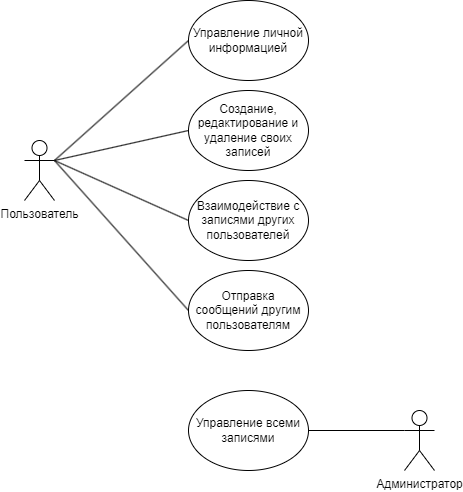 Управление личной
информацией
Создание,
редактирование и
удаление своих
записей
Пользователь
Взаимодействие с
записями других
пользователей
Отправка
сообщений другим
пользователям
Управление всеми
записями
Администратор